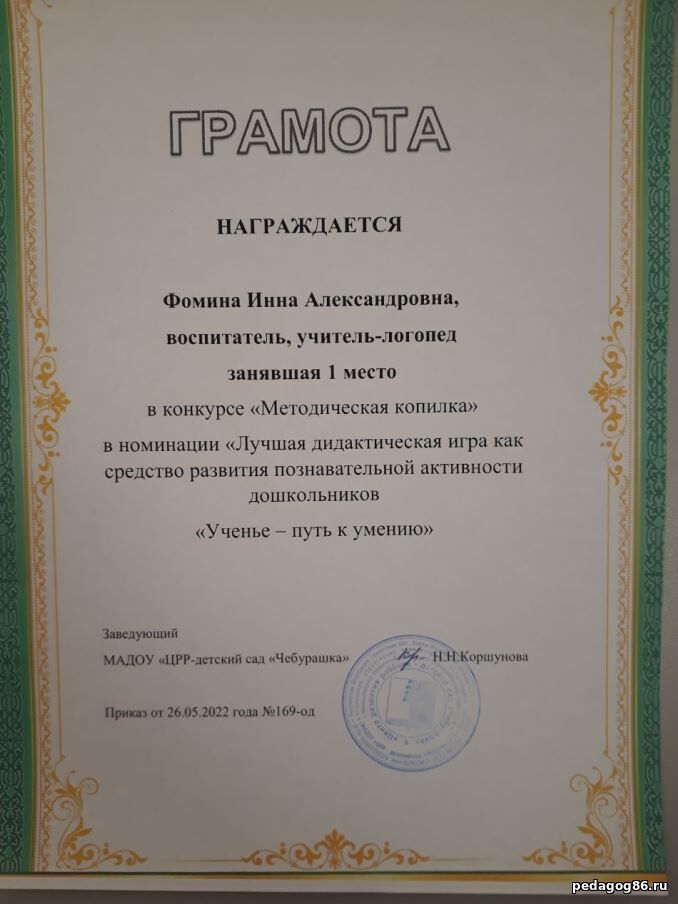 ГРАМОТА
НАГРАЖДАЕТСЯ
Фомина Инна Александровна,
воспитатель, учитель-логопед
занявшая 1 место
в конкурсе «Методическая копилка»
в номинации «Лучшая дидактическая игра как
средство развития познавательной активности
дошкольников
«Ученье – путь к умению»
Заведующий
МАДОУ «ЦРР-детский сад «Чебурашка» Н.Н.Коршунова
Приказ от 26.05.2022 года №169-од
pedagog86.ru